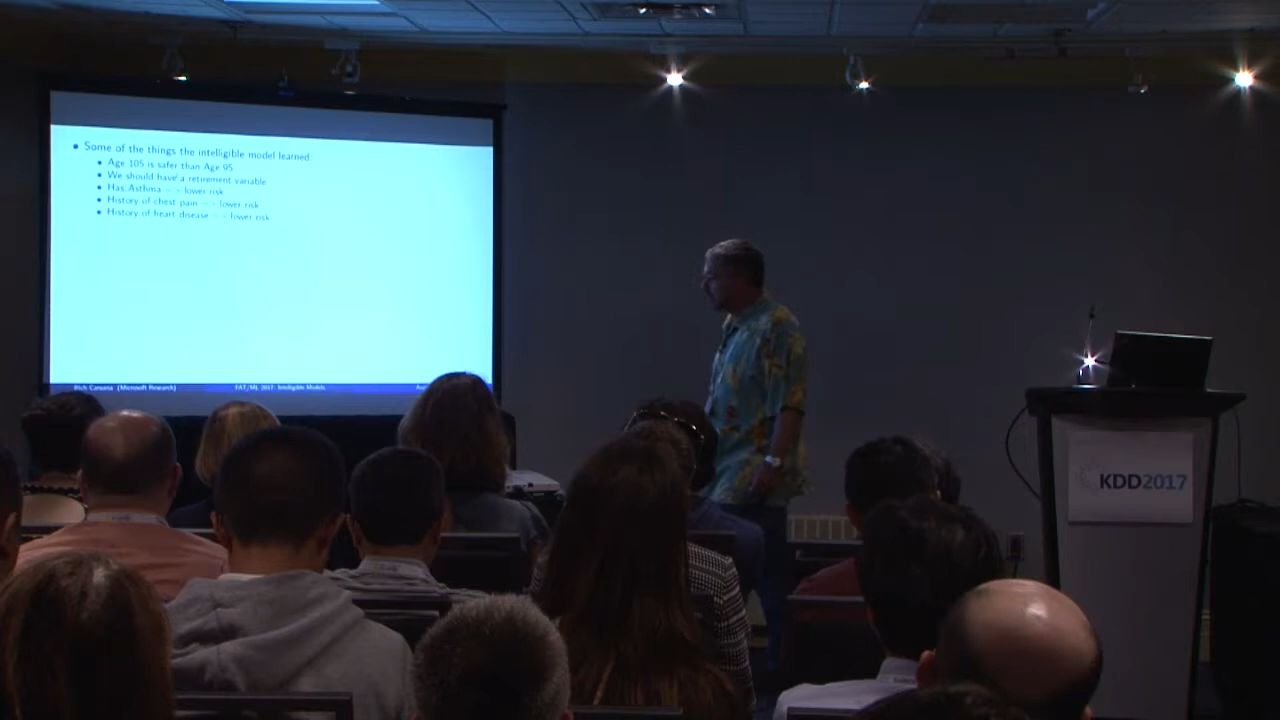 • Some of the things the intelligible model learned:
• Age 105 is safer than Age 95
• We should have a retirement variable
• Has Asthma => lower risk
• History of chest pain => lower risk
• History of heart disease => lower risk
Rich Caruana (Microsoft Research) FAT/ML 2017: Intelligible Models
KDD2017